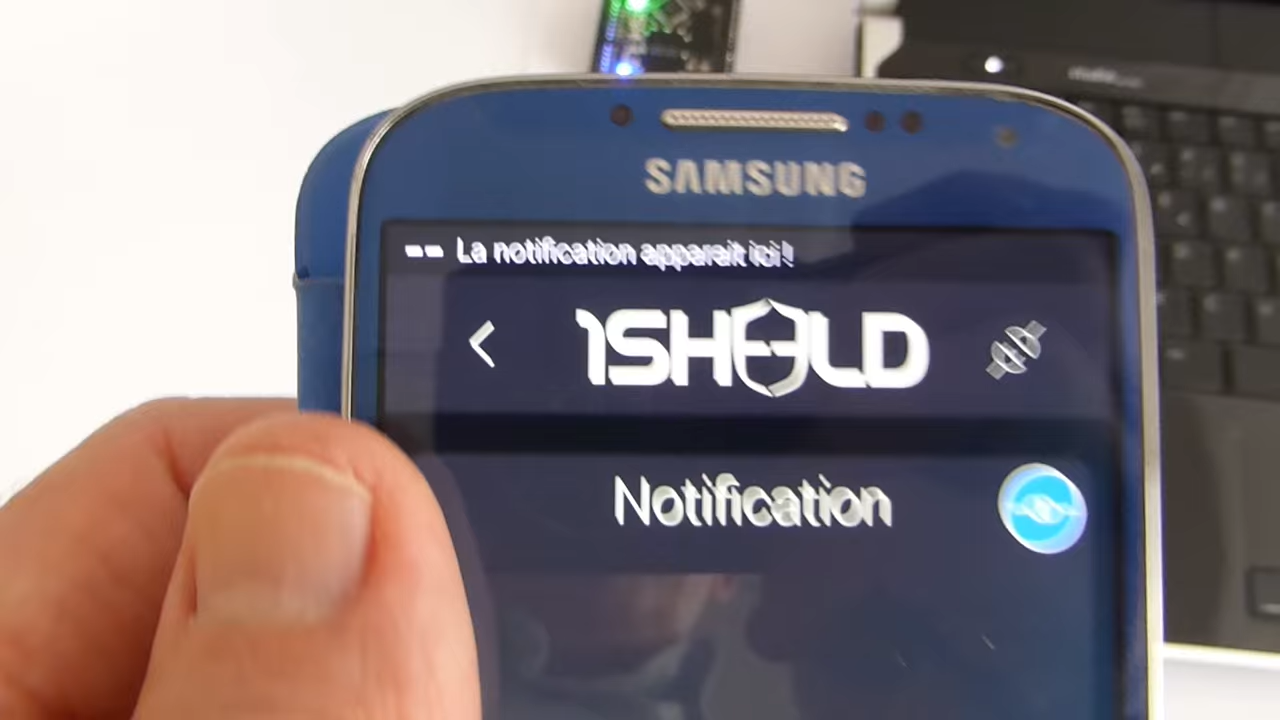 SAMSUNG
-- La notification apparait ici !
1SHEELD
Notification